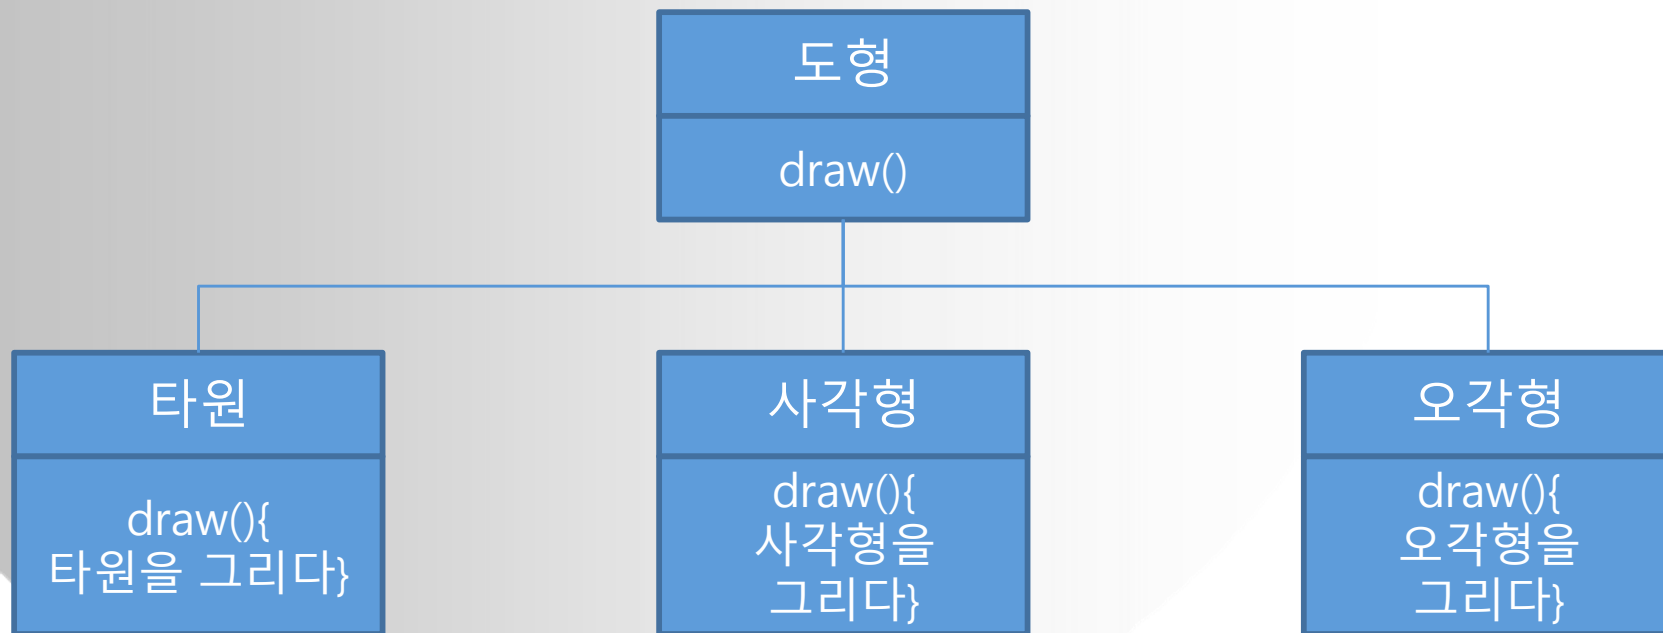 도형
draw()
타원
draw(){
타원을 그리다}
사각형
draw(){
사각형을
그리다}
오각형
draw(){
오각형을
그리다}